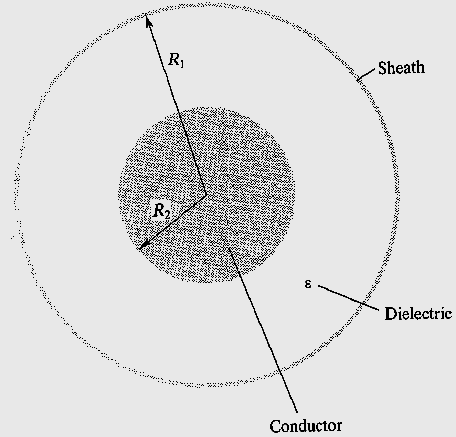 R₁
Sheath
R₂
ε
Dielectric
Conductor